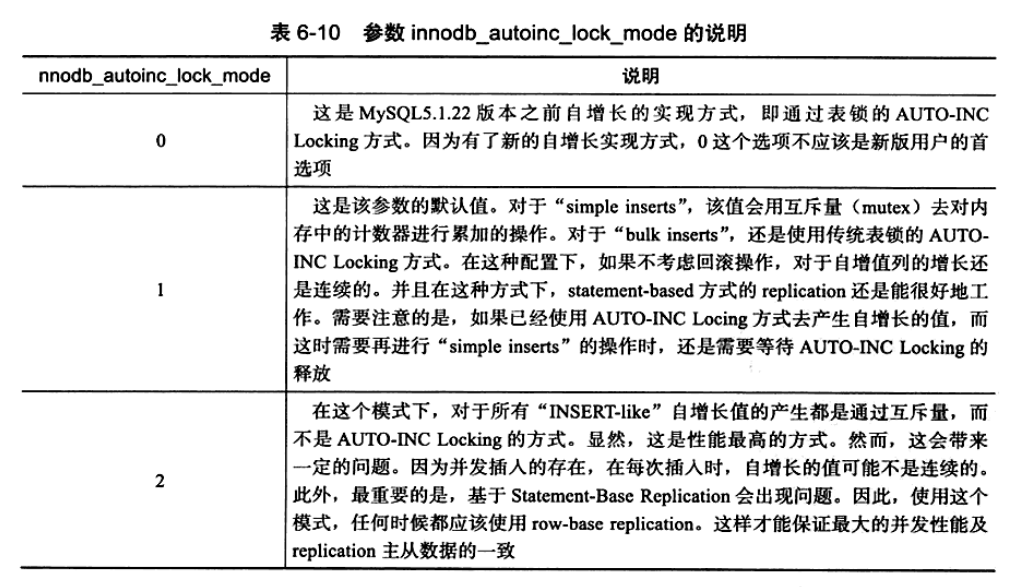 表 6-10 参数 innodb_autoinc_lock_mode 的说明
nnodb_autoinc_lock_mode 说明
这是 MySQL5.1.22 版本之前自增长的实现方式，即通过表锁的 AUTO-INC
0 Locking 方式。因为有了新的自增长实现方式，0 这个选项不应该是新版用户的首
选项
这是该参数的默认值。对于“simple inserts”，该值会用互斥量（mutex）去对内
存中的计数器进行累加的操作。对于“bulk inserts”，还是使用传统表锁的 AUTO-
INC Locking 方式。在这种配置下，如果不考虑回滚操作，对于自增值列的增长还
1 是连续的。并且在这种方式下，statement-based 方式的 replication 还是能很好地工
作。需要注意的是，如果已经使用 AUTO-INC Locing 方式去产生自增长的值，而
这时需要再进行“simple inserts”的操作时，还是需要等待 AUTO-INC Locking 的
释放
在这个模式下，对于所有“INSERT-like”自增长值的产生都是通过互斥量，而
不是 AUTO-INC Locking 的方式。显然，这是性能最高的方式。然而，这会带来
一定的问题。因为并发插入的存在，在每次插入时，自增长的值可能不是连续的。
2 此外，最重要的是，基于 Statement-Base Replication 会出现问题。因此，使用这个
模式，任何时候都应该使用 row-base replication。这样才能保证最大的并发性能及
replication 主从数据的一致